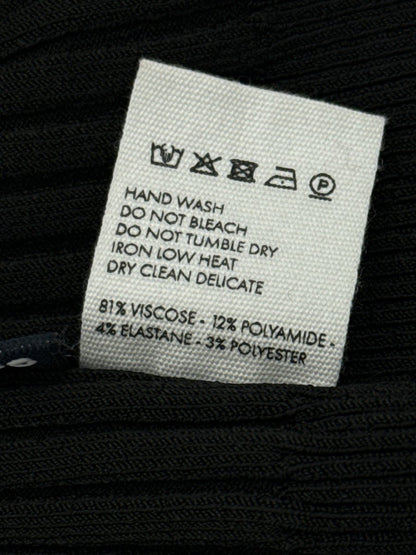 P
HAND WASH
DO NOT BLEACH
DO NOT TUMBLE DRY
IRON LOW HEAT
DRY CLEAN DELICATE
81% VISCOSE - 12% POLYAMIDE -
4% ELASTANE - 3% POLYESTER